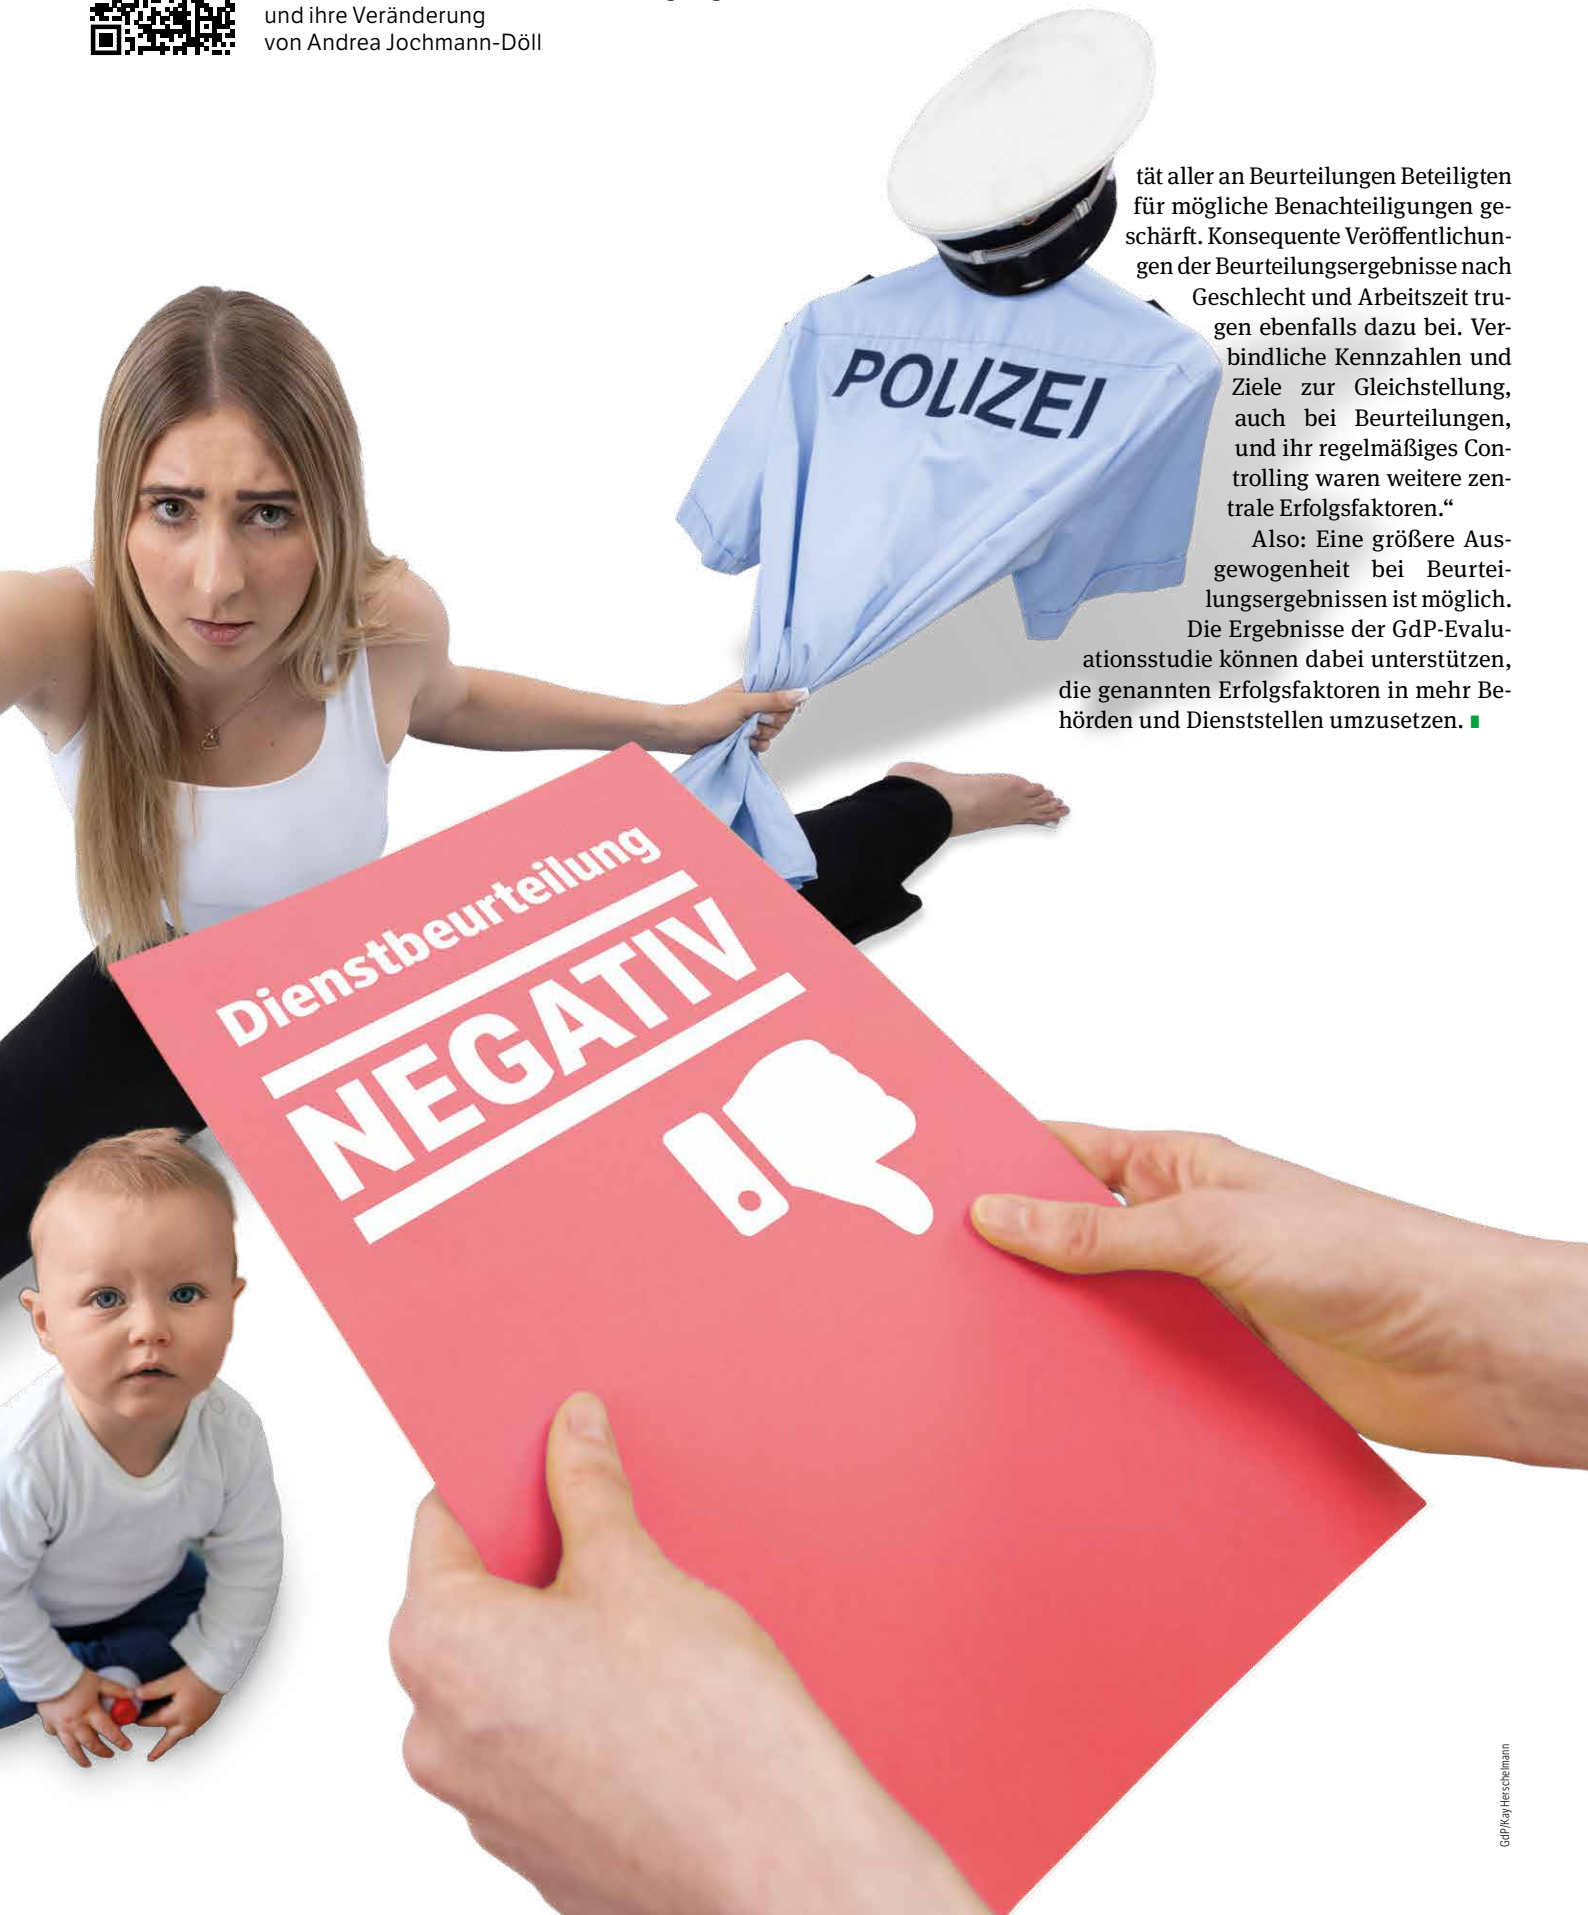 und ihre Veränderung
von Andrea Jochmann-Döll
tät aller an Beurteilungen Beteiligten
für mögliche Benachteiligungen ge-
schärft. Konsequente Veröffentlichun-
gen der Beurteilungsergebnisse nach
Geschlecht und Arbeitszeit tru-
gen ebenfalls dazu bei. Ver-
bindliche Kennzahlen und
Ziele zur Gleichstellung,
auch bei Beurteilungen,
und ihr regelmäßiges Con-
trolling waren weitere zen-
trale Erfolgsfaktoren.“
Also: Eine größere Aus-
gewogenheit bei Beurtei-
lungsergebnissen ist möglich.
Die Ergebnisse der GdP-Evalu-
ationsstudie können dabei unterstützen,
die genannten Erfolgsfaktoren in mehr Be-
hörden und Dienststellen umzusetzen.
POLIZEI
Dienstbeurteilung
NEGATIV
GdP/Kay Herschelmann